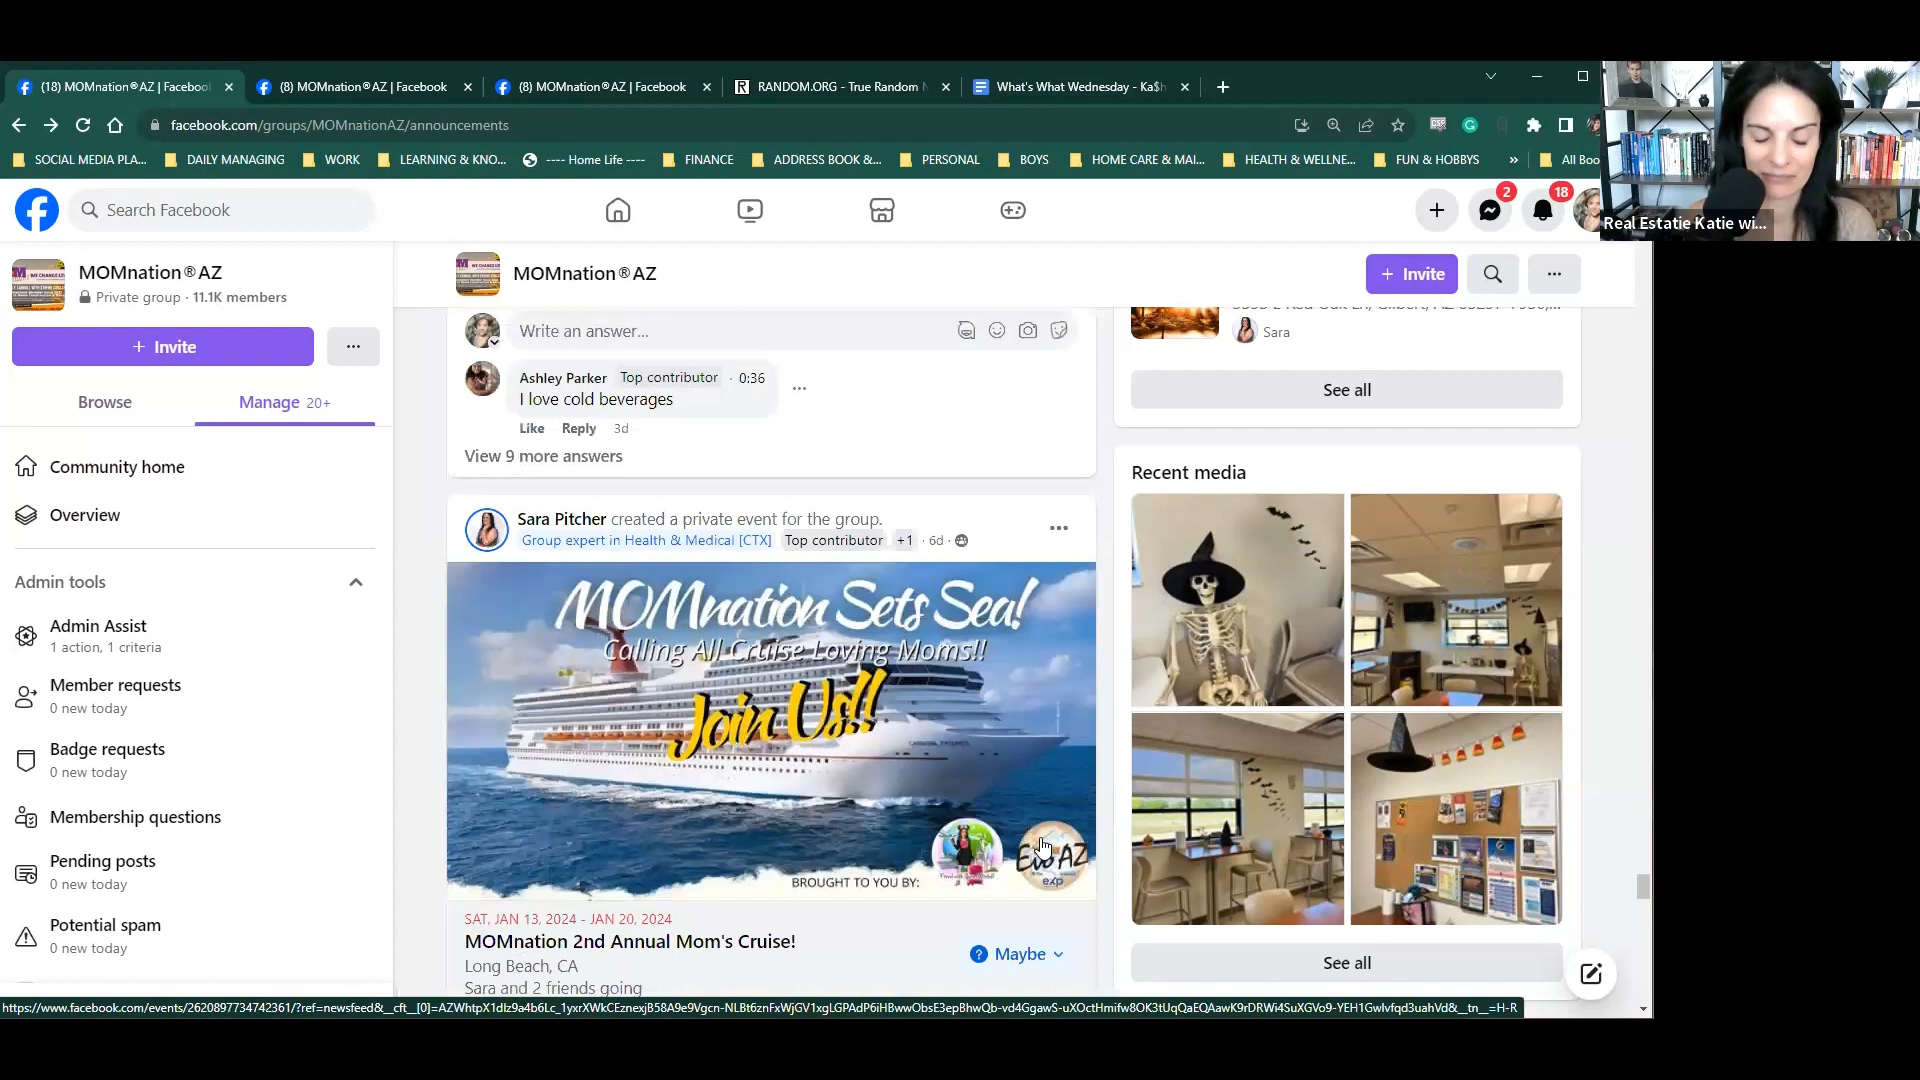 (18) MOMnation®AZ | Facebook
(8) MOMnation®AZ | Facebook
(8) MOMnation®AZ | Facebook
RANDOM.ORG - True Random
What's What Wednesday - Ka$h
facebook.com/groups/MOMnationAZ/announcements
SOCIAL MEDIA PLA...
DAILY MANAGING
WORK
LEARNING & KNO...
---- Home Life ----
FINANCE
ADDRESS BOOK &...
PERSONAL
BOYS
HOME CARE & MAI...
HEALTH & WELLNE...
FUN & HOBBYS
»
All Boo
Real Estatie Katie wi...
Search Facebook
2
18
MOMnation®AZ
Private group · 11.1K members
+ Invite
...
Browse
Manage 20+
Community home
Overview
Admin tools
Admin Assist
1 action, 1 criteria
Member requests
0 new today
Badge requests
0 new today
Membership questions
Pending posts
0 new today
Potential spam
0 new today
MOMnation®AZ
+ Invite
...
Write an answer...
Ashley Parker Top contributor · 0:36
I love cold beverages
...
Like Reply 3d
View 9 more answers
Sara Pitcher created a private event for the group.
Group expert in Health & Medical [CTX] Top contributor +1 · 6d ·
...
MOMnation Sets Sea!
Calling All Cruise Loving Moms!!
Join Us!!
BROUGHT TO YOU BY:
Evo AZ
exp
SAT, JAN 13, 2024 - JAN 20, 2024
MOMnation 2nd Annual Mom's Cruise!
Long Beach, CA
Sara and 2 friends going
? Maybe
Sara
See all
Recent media
See all